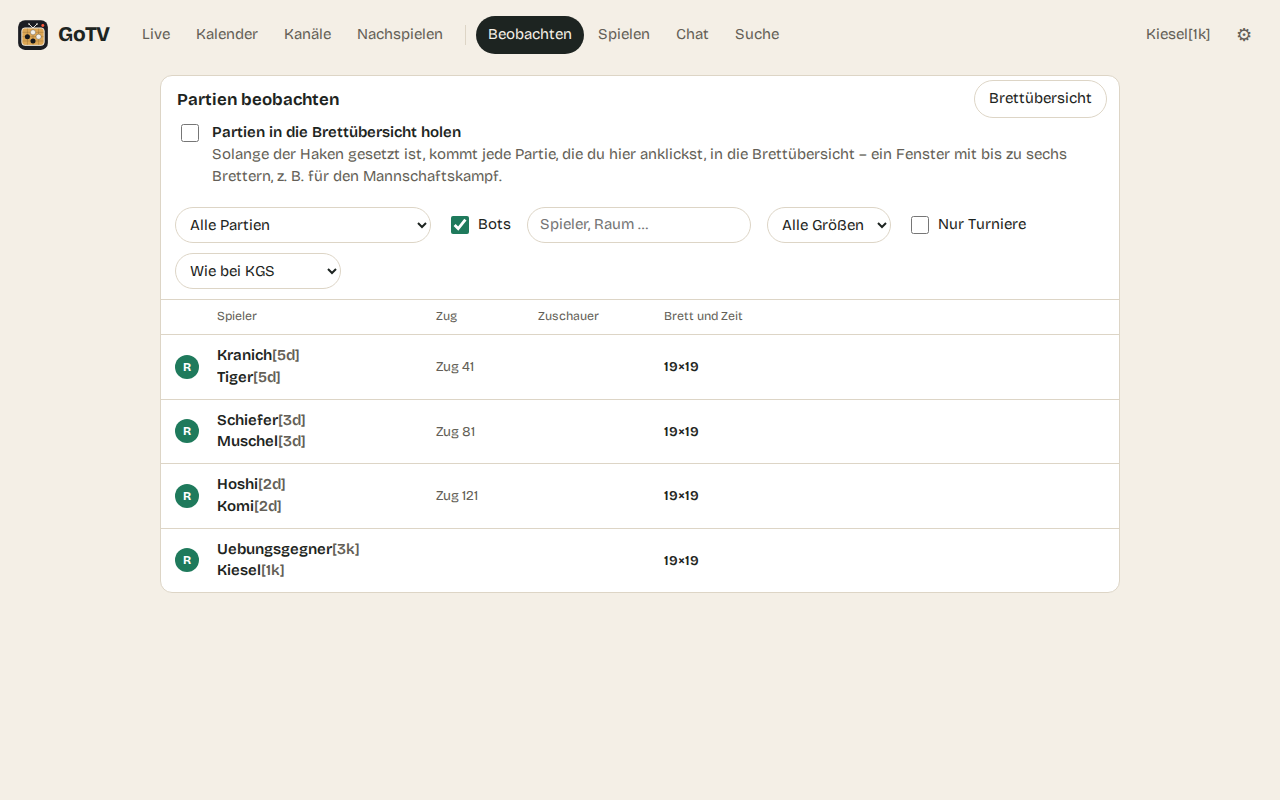 GoTV Live Kalender Kanäle Nachspielen Beobachten Spielen Chat Suche Kiesel[1k]
Partien beobachten Brettübersicht
Partien in die Brettübersicht holen
Solange der Haken gesetzt ist, kommt jede Partie, die du hier anklickst, in die Brettübersicht – ein Fenster mit bis zu sechs
Brettern, z. B. für den Mannschaftskampf.
Alle Partien Bots Spieler, Raum … Alle Größen Nur Turniere
Wie bei KGS
Spieler Zug Zuschauer Brett und Zeit
Kranich[5d]
R Zug 41 19×19
Tiger[5d]
Schiefer[3d]
R Zug 81 19×19
Muschel[3d]
Hoshi[2d]
R Zug 121 19×19
Komi[2d]
Uebungsgegner[3k]
R 19×19
Kiesel[1k]